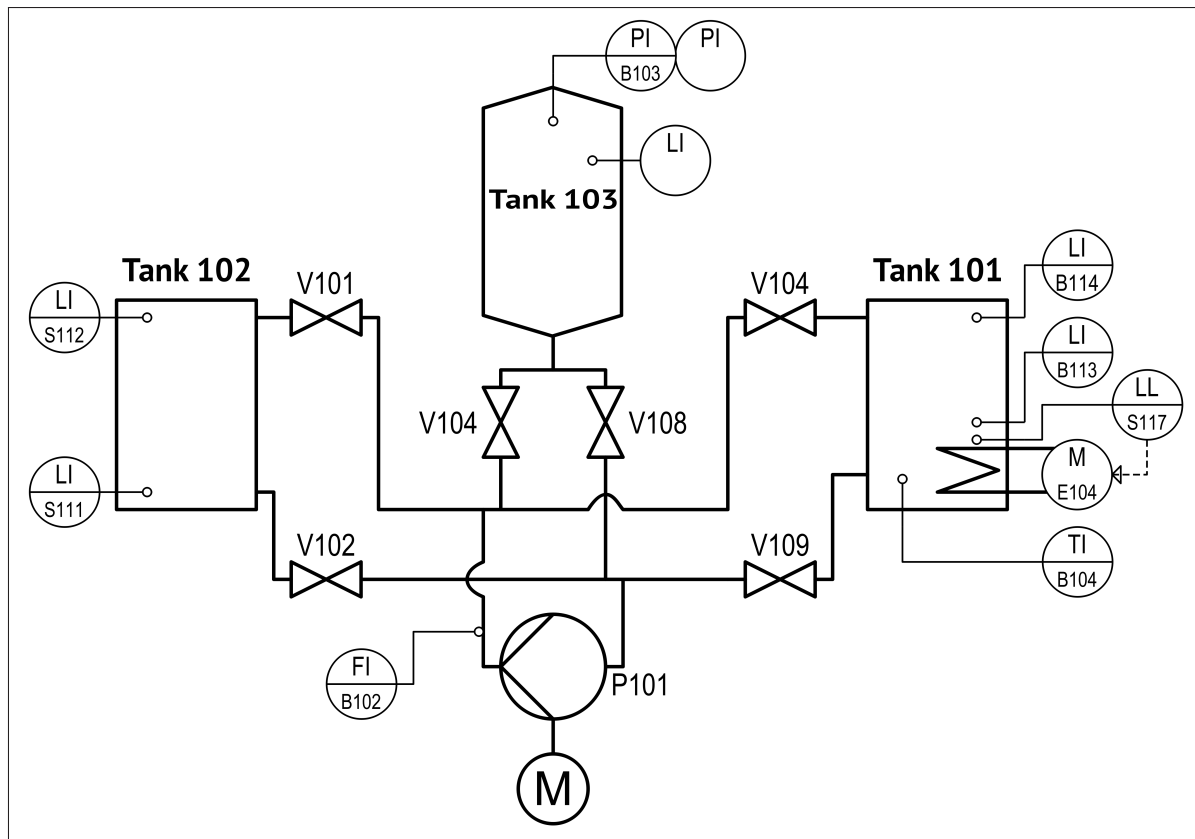 PI
B103
PI
LI
Tank 103
Tank 102
V101
V104
Tank 101
LI
B114
LI
S112
LI
B113
LL
S117
V104
V108
M
E104
LI
S111
V102
V109
TI
B104
FI
B102
P101
M